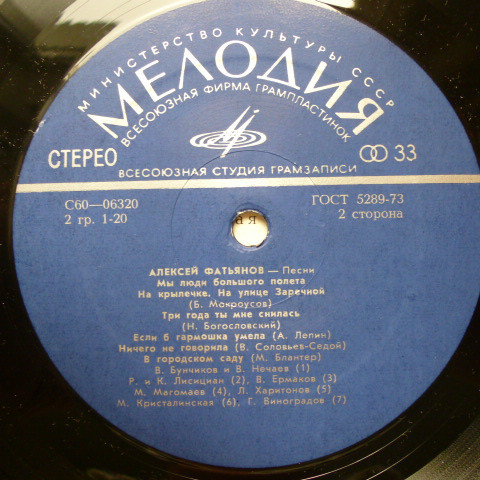 МИНИСТЕРСТВО КУЛЬТУРЫ СССР
МЕЛОДИЯ
ВСЕСОЮЗНАЯ ФИРМА ГРАМПЛАСТИНОК
СТЕРЕО
33
ВСЕСОЮЗНАЯ СТУДИЯ ГРАМЗАПИСИ
С60—06320 ГОСТ 5289-73
2 гр. 1-20 2 сторона
АЛЕКСЕЙ ФАТЬЯНОВ — Песни
Мы люди большого полета
На крылечке. На улице Заречной
(Б. Мокроусов)
Три года ты мне снилась
(Н. Богословский)
Если б гармошка умела (А. Лепин)
Ничего не говорила (В. Соловьев-Седой)
В городском саду (М. Блантер)
В. Бунчиков и В. Нечаев (1)
Р. и К. Лисициан (2), В. Ермаков (3)
М. Магомаев (4), Л. Харитонов (5)
М. Кристалинская (6), Г. Виноградов (7)